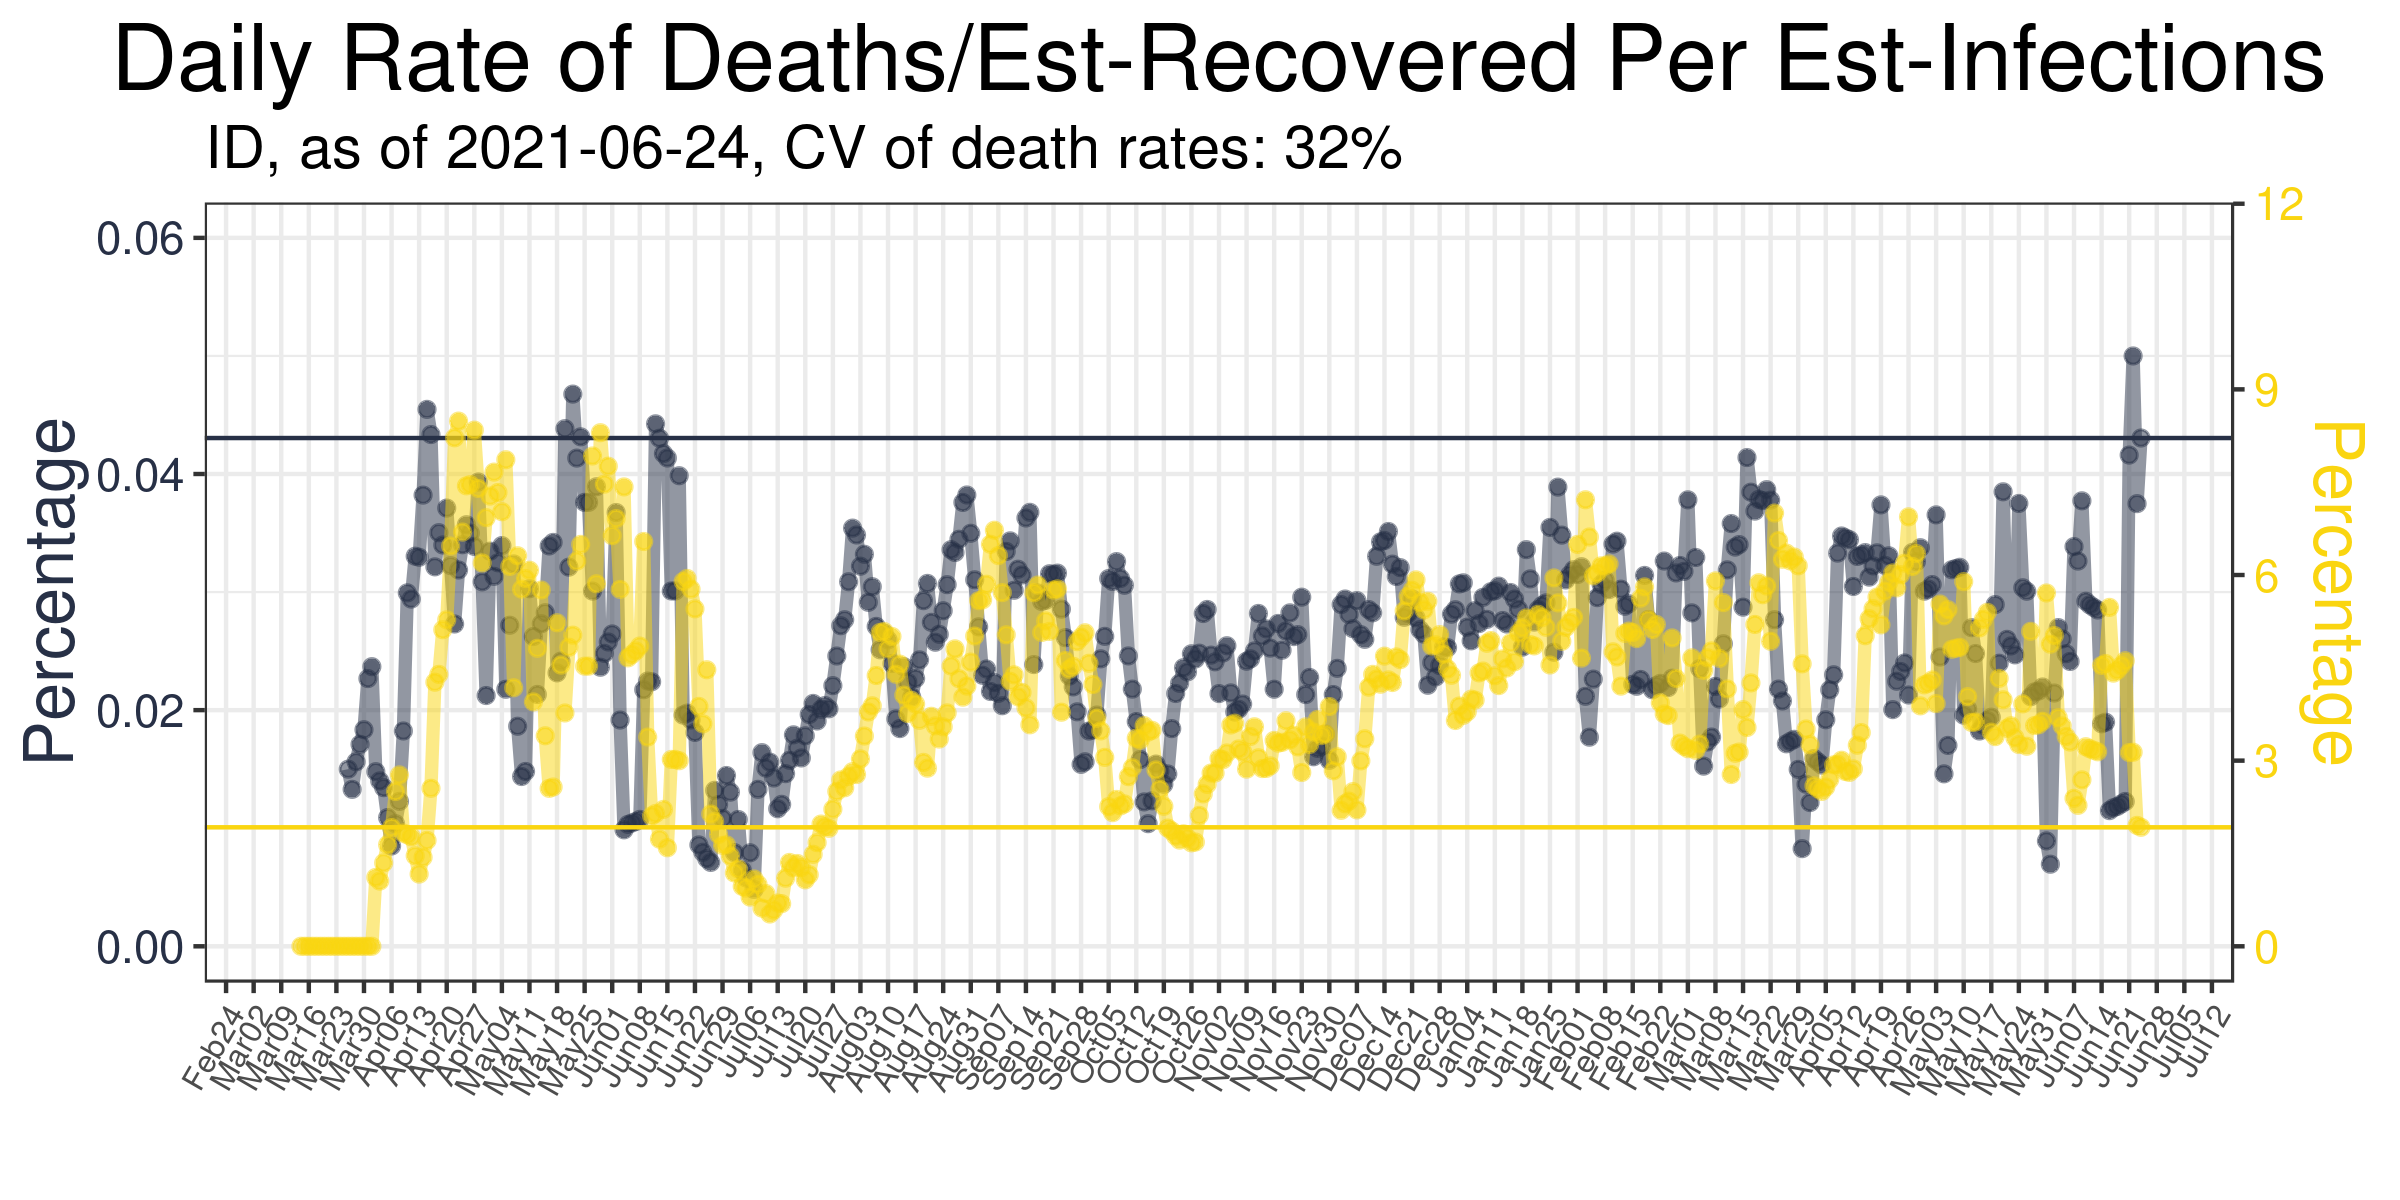 Daily Rate of Deaths/Est-Recovered Per Est-Infections
ID, as of 2021-06-24, CV of death rates: 32%
Percentage
0.06
0.04
0.02
0.00
12
9
6
3
0
Percentage
Feb24
Mar02
Mar09
Mar16
Mar23
Mar30
Apr06
Apr13
Apr20
Apr27
May04
May11
May18
May25
Jun01
Jun08
Jun15
Jun22
Jun29
Jul06
Jul13
Jul20
Jul27
Aug03
Aug10
Aug17
Aug24
Aug31
Sep07
Sep14
Sep21
Sep28
Oct05
Oct12
Oct19
Oct26
Nov02
Nov09
Nov16
Nov23
Nov30
Dec07
Dec14
Dec21
Dec28
Jan04
Jan11
Jan18
Jan25
Feb01
Feb08
Feb15
Feb22
Mar01
Mar08
Mar15
Mar22
Mar29
Apr05
Apr12
Apr19
Apr26
May03
May10
May17
May24
May31
Jun07
Jun14
Jun21
Jun28
Jul05
Jul12